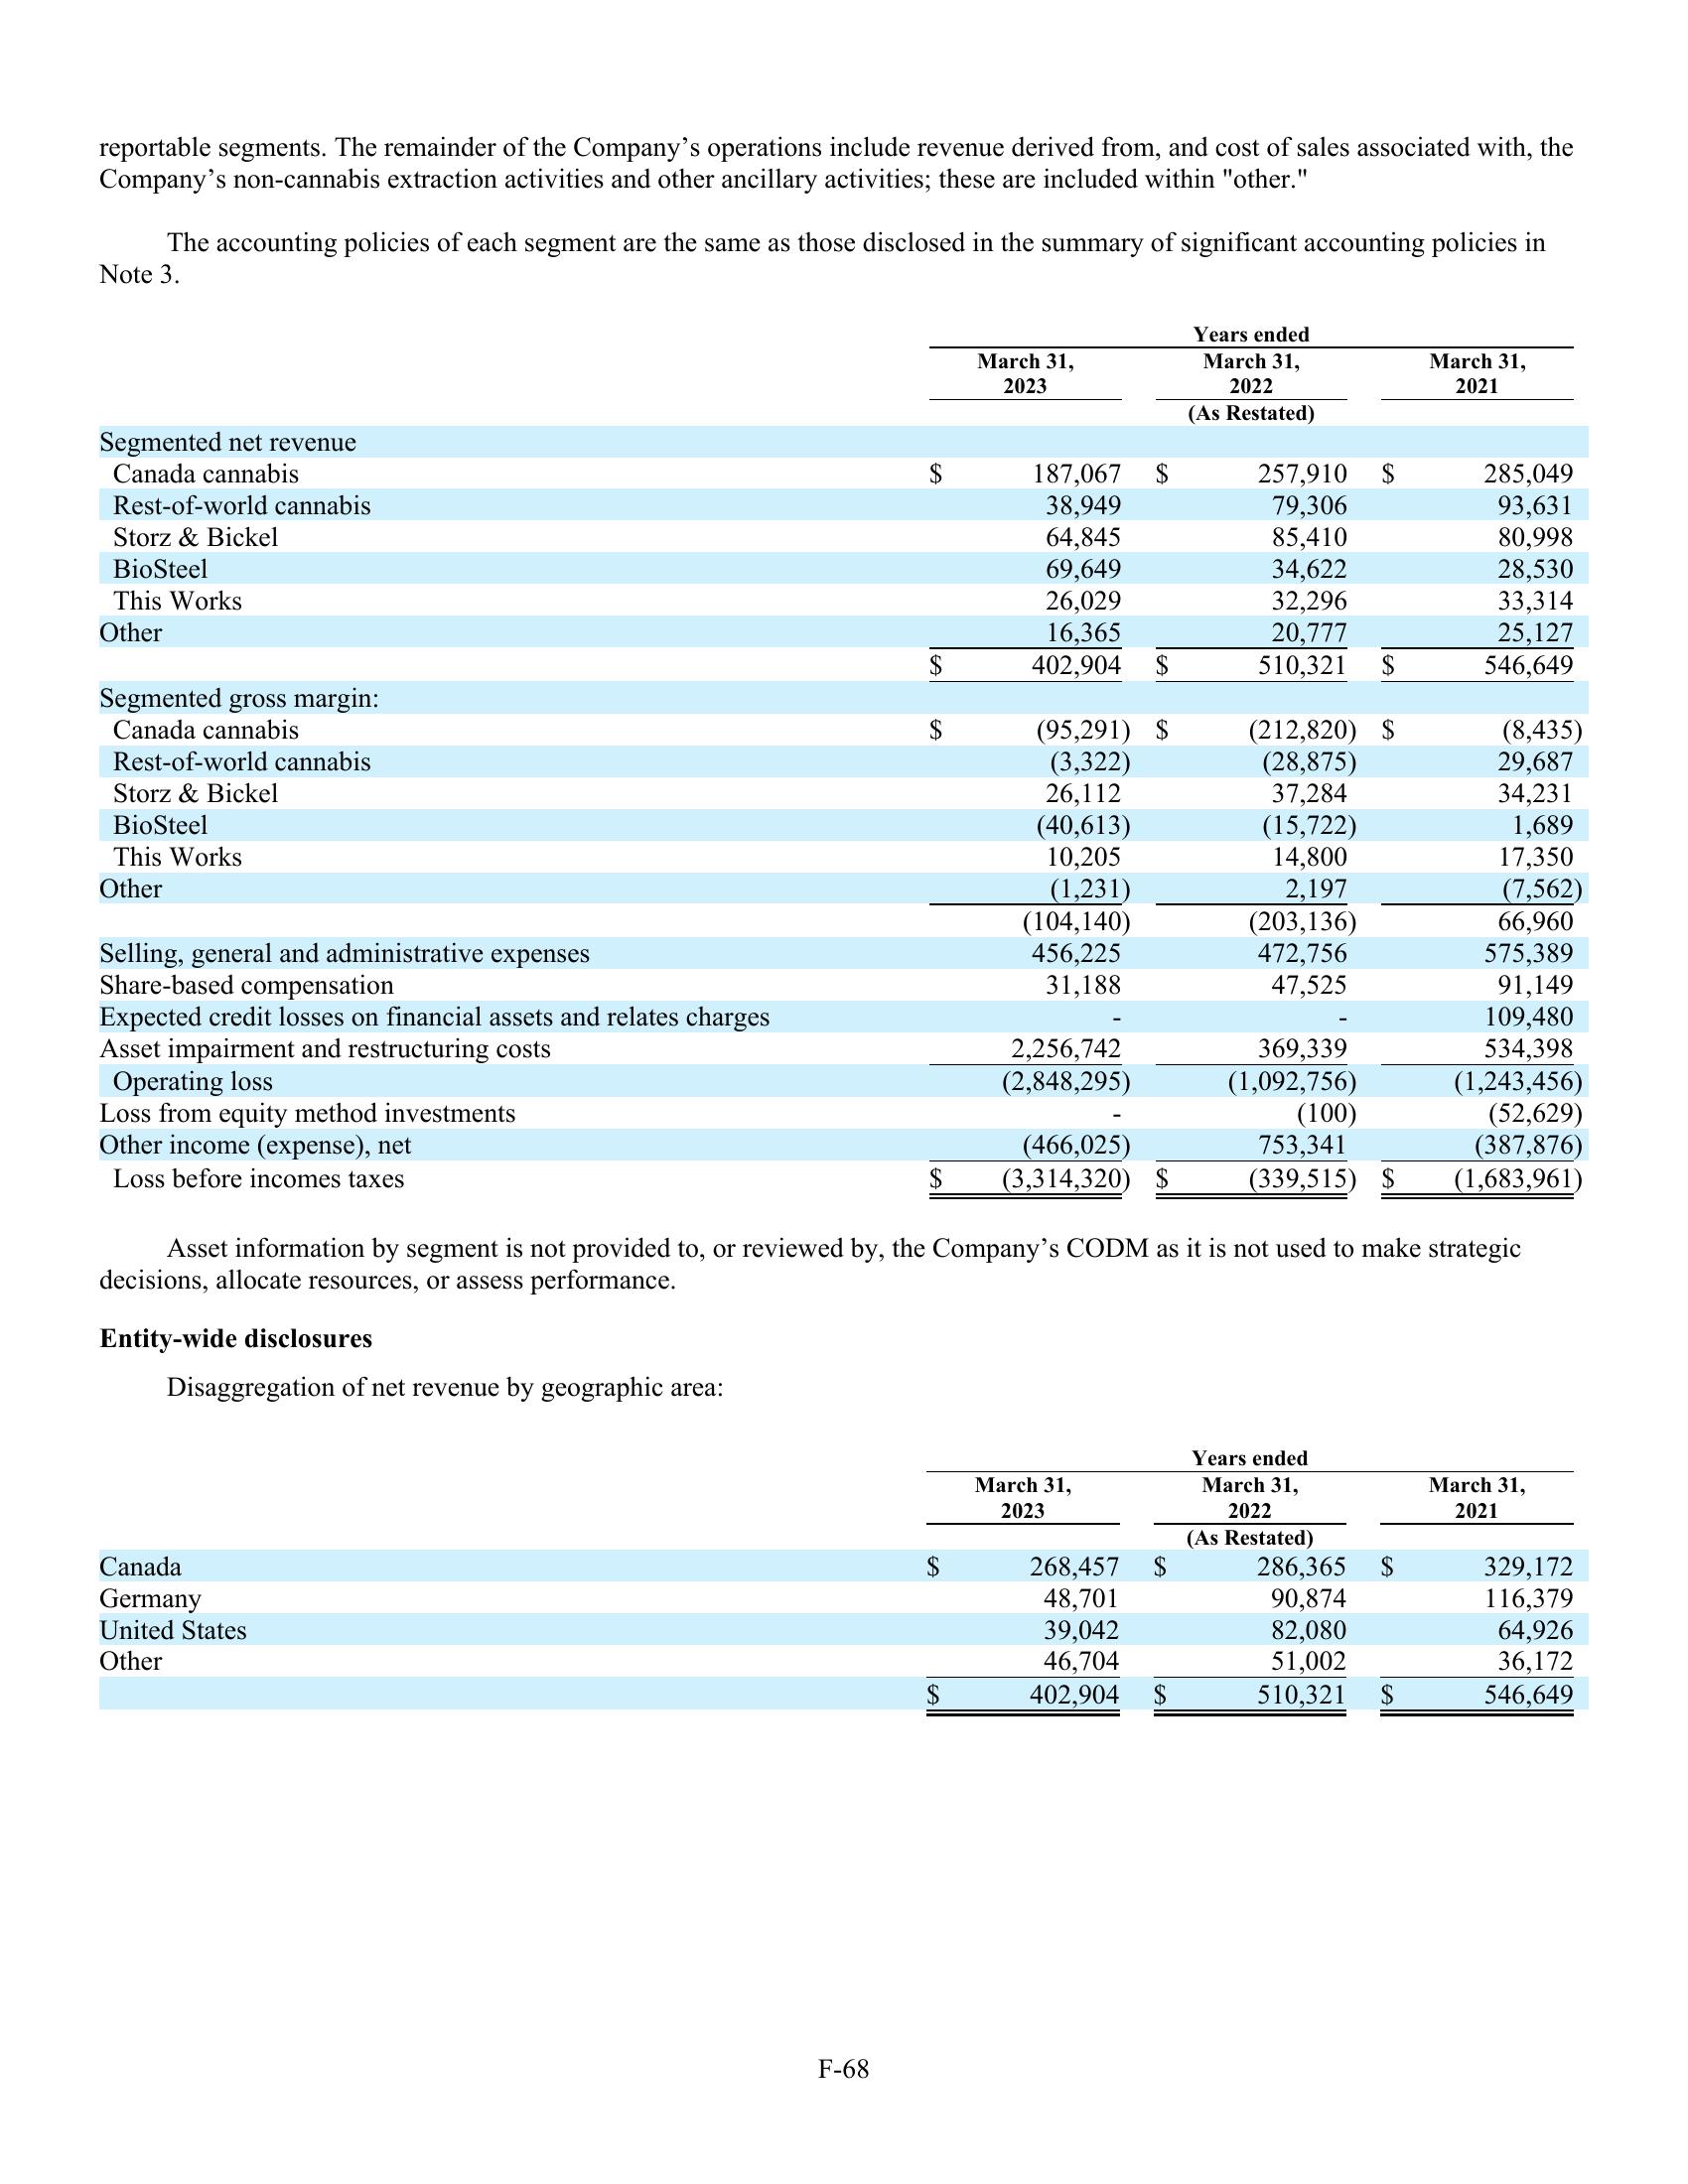 reportable segments. The remainder of the Company’s operations include revenue derived from, and cost of sales associated with, the
Company’s non-cannabis extraction activities and other ancillary activities; these are included within "other."
The accounting policies of each segment are the same as those disclosed in the summary of significant accounting policies in
Note 3.
Years ended
March 31, March 31, March 31,
2023 2022 2021
(As Restated)
Segmented net revenue
Canada cannabis $ 187,067 $ 257,910 $ 285,049
Rest-of-world cannabis 38,949 79,306 93,631
Storz & Bickel 64,845 85,410 80,998
BioSteel 69,649 34,622 28,530
This Works 26,029 32,296 33,314
Other 16,365 20,777 25,127
$ 402,904 $ 510,321 $ 546,649
Segmented gross margin:
Canada cannabis $ (95,291) $ (212,820) $ (8,435)
Rest-of-world cannabis (3,322) (28,875) 29,687
Storz & Bickel 26,112 37,284 34,231
BioSteel (40,613) (15,722) 1,689
This Works 10,205 14,800 17,350
Other (1,231) 2,197 (7,562)
(104,140) (203,136) 66,960
Selling, general and administrative expenses 456,225 472,756 575,389
Share-based compensation 31,188 47,525 91,149
Expected credit losses on financial assets and relates charges - - 109,480
Asset impairment and restructuring costs 2,256,742 369,339 534,398
Operating loss (2,848,295) (1,092,756) (1,243,456)
Loss from equity method investments - (100) (52,629)
Other income (expense), net (466,025) 753,341 (387,876)
Loss before incomes taxes $ (3,314,320) $ (339,515) $ (1,683,961)
Asset information by segment is not provided to, or reviewed by, the Company’s CODM as it is not used to make strategic
decisions, allocate resources, or assess performance.
Entity-wide disclosures
Disaggregation of net revenue by geographic area:
Years ended
March 31, March 31, March 31,
2023 2022 2021
(As Restated)
Canada $ 268,457 $ 286,365 $ 329,172
Germany 48,701 90,874 116,379
United States 39,042 82,080 64,926
Other 46,704 51,002 36,172
$ 402,904 $ 510,321 $ 546,649
F-68